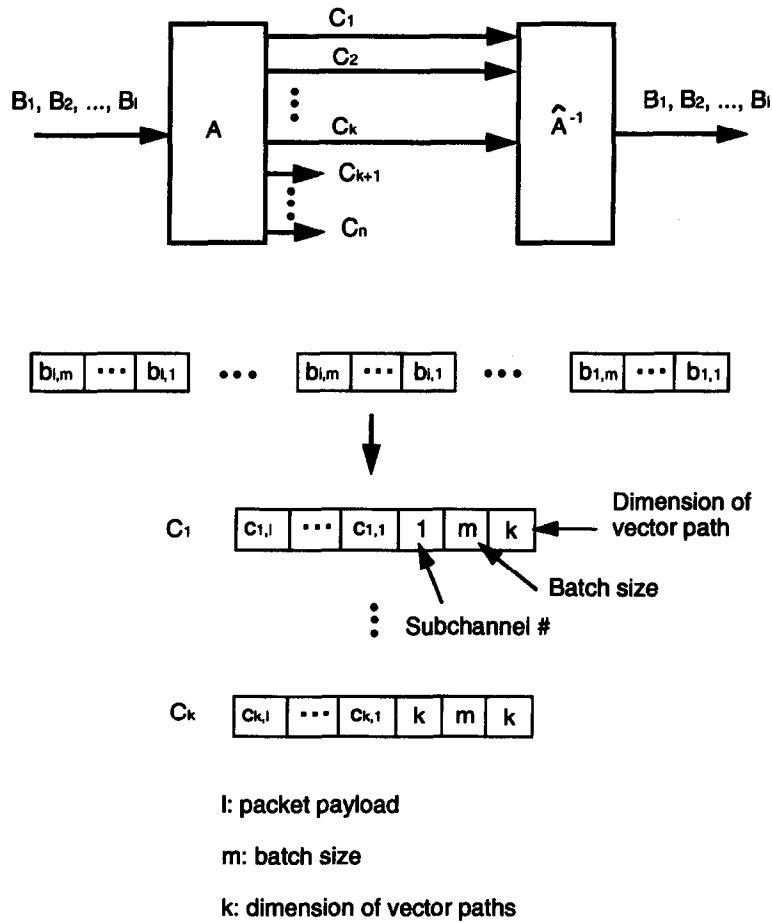 C1
C2
B1, B2, ..., Bl
A
Ck
Â-1
B1, B2, ..., Bl
Ck+1
Cn
bl,m ... bl,1 ... bi,m ... bi,1 ... b1,m ... b1,1
C1 c1,l ... c1,1 1 m k
Dimension of
vector path
Batch size
Subchannel #
Ck ck,l ... ck,1 k m k
l: packet payload
m: batch size
k: dimension of vector paths